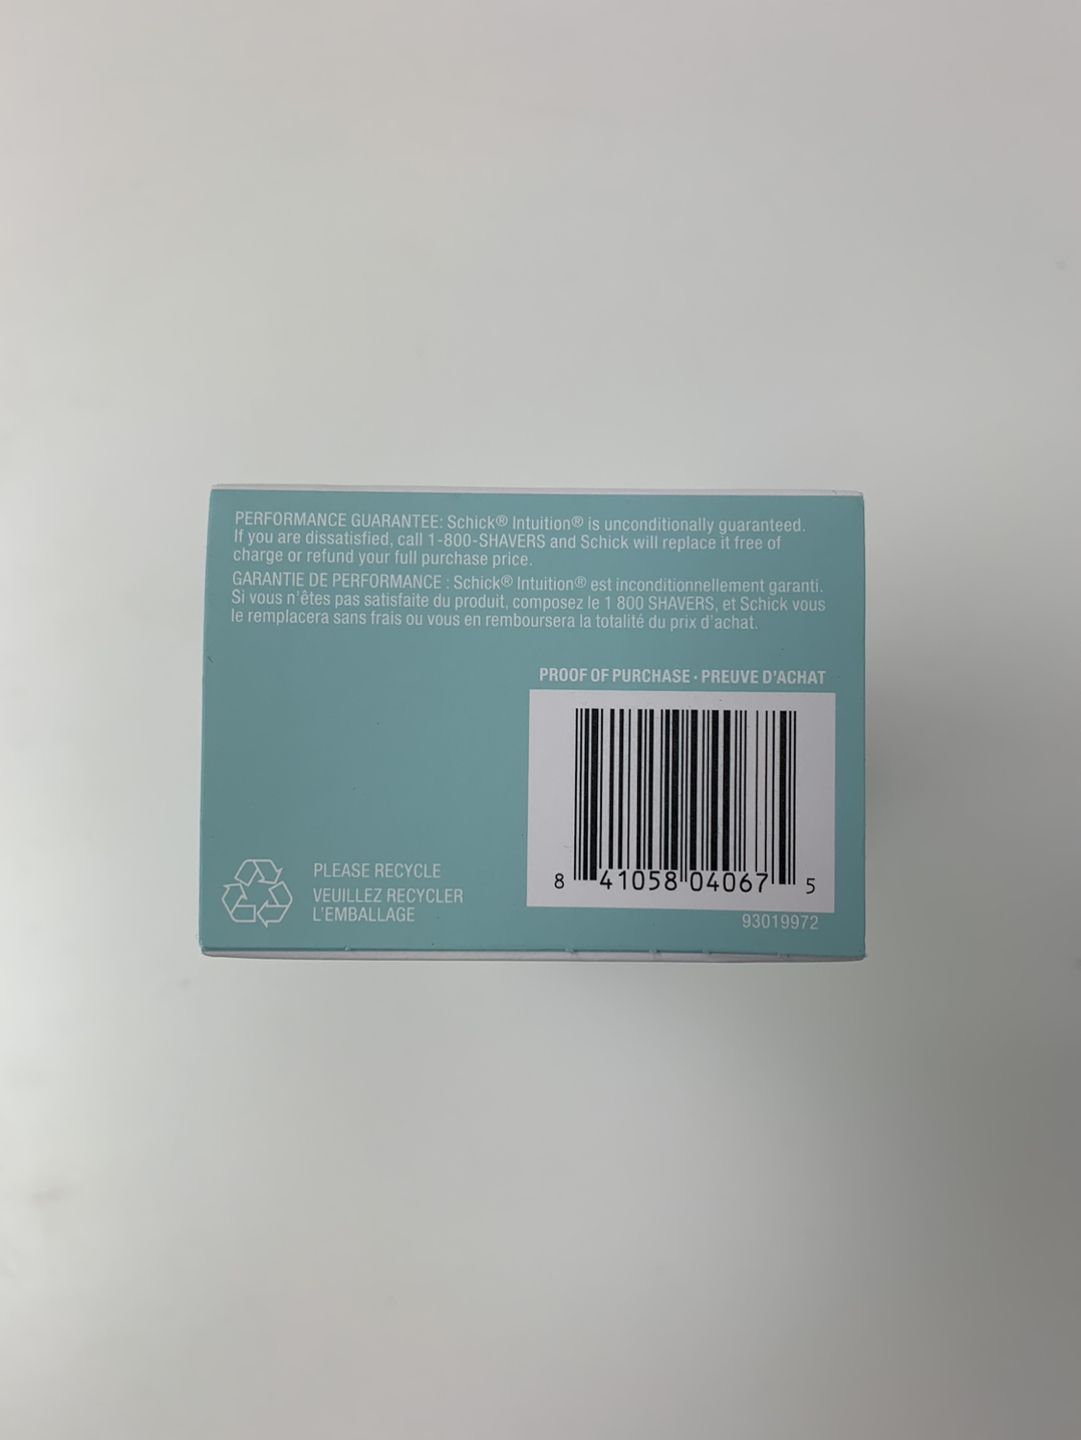 PERFORMANCE GUARANTEE: Schick® Intuition® is unconditionally guaranteed.
If you are dissatisfied, call 1-800-SHAVERS and Schick will replace it free of
charge or refund your full purchase price.
GARANTIE DE PERFORMANCE : Schick® Intuition® est inconditionnellement garanti.
Si vous n'êtes pas satisfaite du produit, composez le 1 800 SHAVERS, et Schick vous
le remplacera sans frais ou vous en remboursera la totalité du prix d'achat.
PROOF OF PURCHASE · PREUVE D'ACHAT
8 41058 04067 5
93019972
PLEASE RECYCLE
VEUILLEZ RECYCLER
L'EMBALLAGE